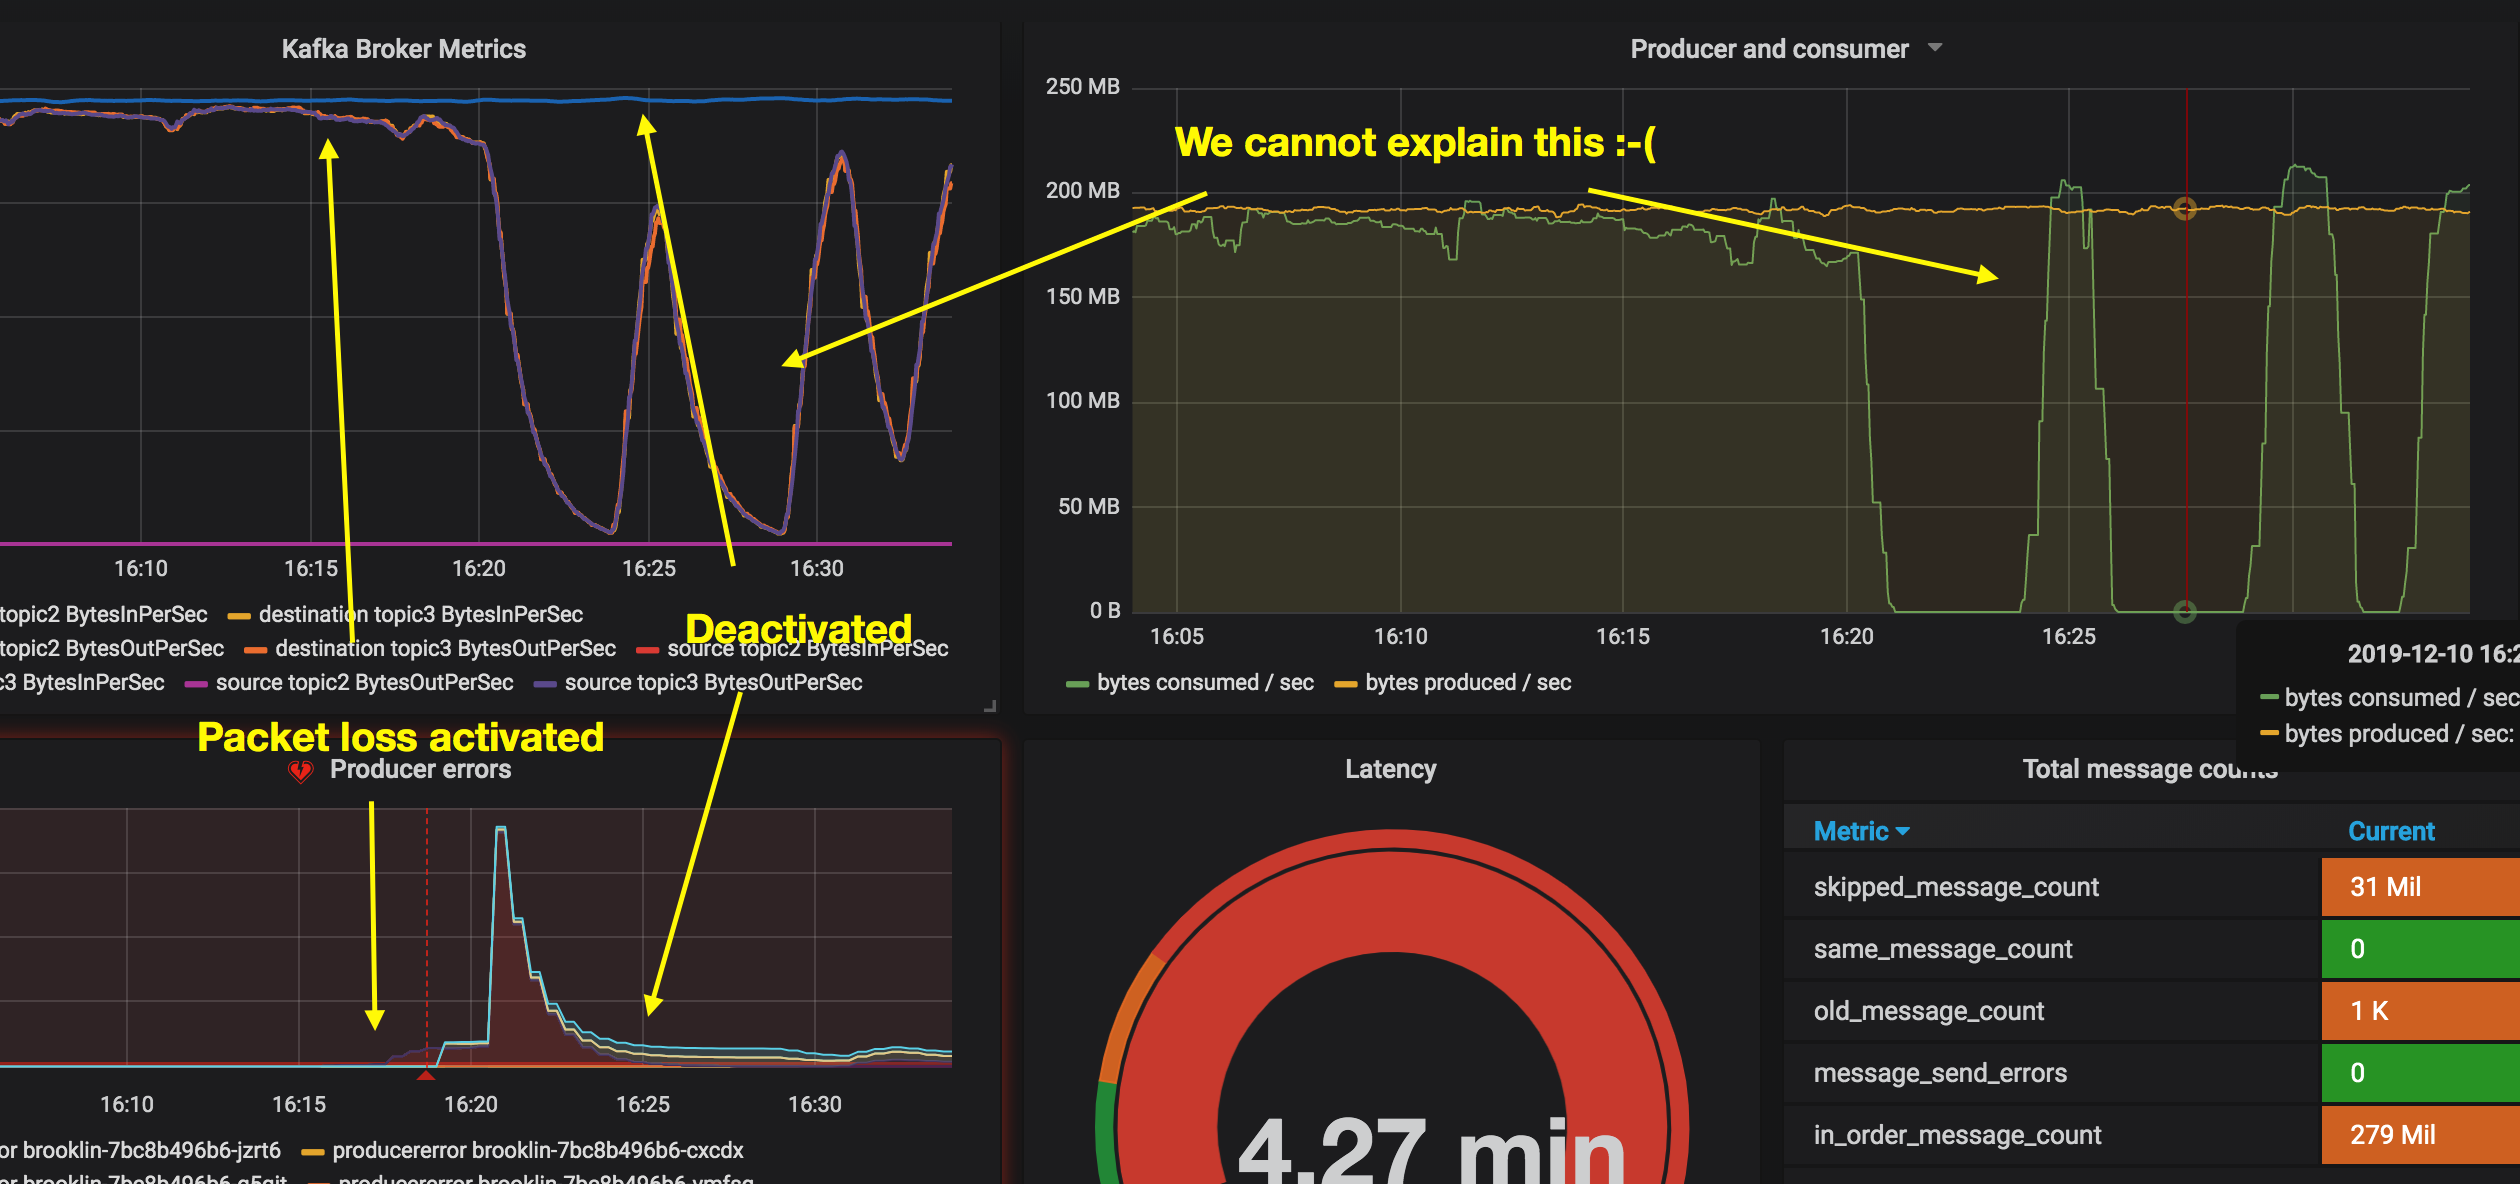 Kafka Broker Metrics
16:10 16:15 16:20 16:25 16:30
topic2 BytesInPerSec destination topic3 BytesInPerSec
topic2 BytesOutPerSec destination topic3 BytesOutPerSec source topic2 BytesInPerSec
c3 BytesInPerSec source topic2 BytesOutPerSec source topic3 BytesOutPerSec
Deactivated
Producer and consumer
We cannot explain this :-(
250 MB
200 MB
150 MB
100 MB
50 MB
0 B
16:05 16:10 16:15 16:20 16:25
bytes consumed / sec bytes produced / sec
2019-12-10 16:2
bytes consumed / sec
bytes produced / sec:
Packet loss activated
Producer errors
16:10 16:15 16:20 16:25 16:30
or brooklin-7bc8b496b6-jzrt6 producererror brooklin-7bc8b496b6-cxcdx
Latency
4.27 min
Total message counts
Metric Current
skipped_message_count 31 Mil
same_message_count 0
old_message_count 1 K
message_send_errors 0
in_order_message_count 279 Mil